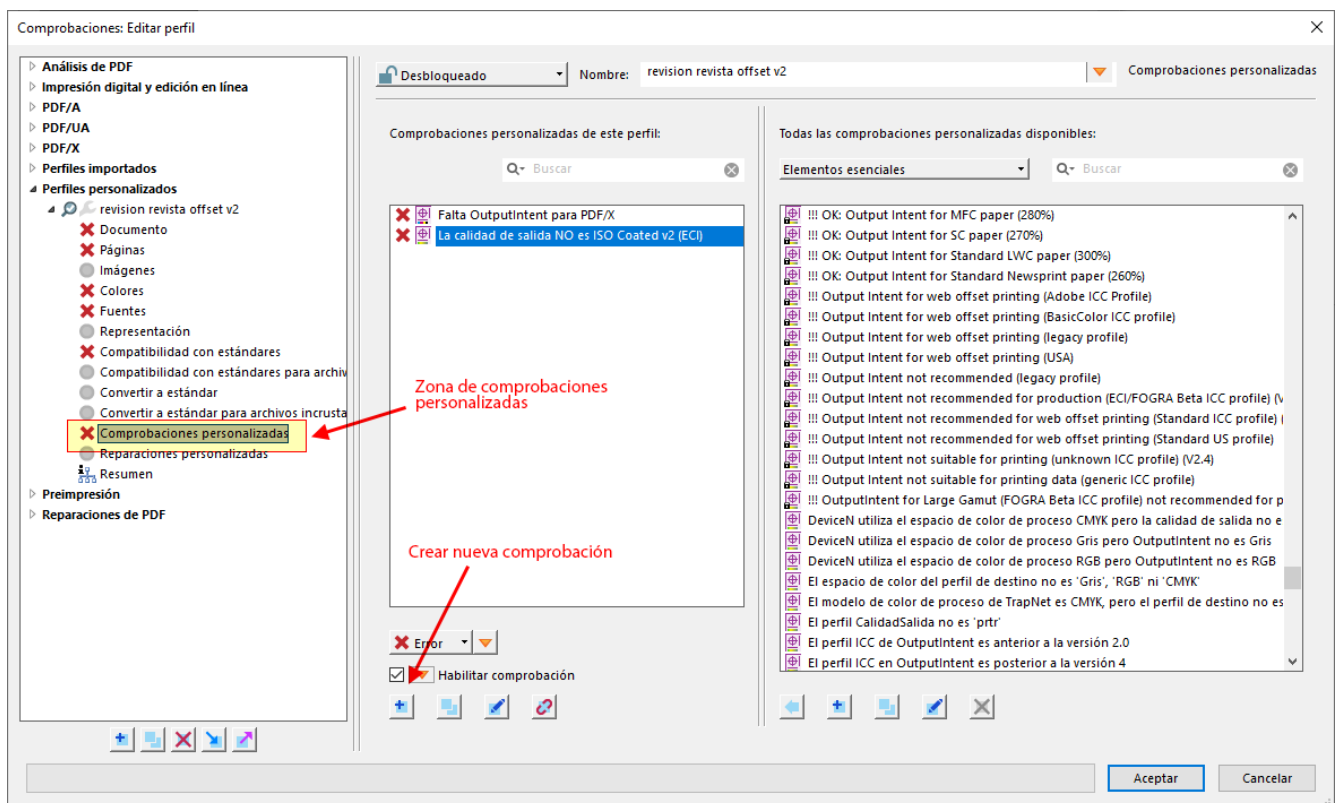 Comprobaciones: Editar perfil
Análisis de PDF
Impresión digital y edición en línea
PDF/A
PDF/UA
PDF/X
Perfiles importados
Perfiles personalizados
revision revista offset v2
Documento
Páginas
Imágenes
Colores
Fuentes
Representación
Compatibilidad con estándares
Compatibilidad con estándares para archiv
Convertir a estándar
Convertir a estándar para archivos incrusta
Comprobaciones personalizadas
Reparaciones personalizadas
Resumen
Preimpresión
Reparaciones de PDF
Desbloqueado
Nombre:
revision revista offset v2
Comprobaciones personalizadas
Comprobaciones personalizadas de este perfil:
Buscar
Falta OutputIntent para PDF/X
La calidad de salida NO es ISO Coated v2 (ECI)
Zona de comprobaciones
personalizadas
Crear nueva comprobación
Error
Habilitar comprobación
Todas las comprobaciones personalizadas disponibles:
Elementos esenciales
Buscar
!!! OK: Output Intent for MFC paper (280%)
!!! OK: Output Intent for SC paper (270%)
!!! OK: Output Intent for Standard LWC paper (300%)
!!! OK: Output Intent for Standard Newsprint paper (260%)
!!! Output Intent for web offset printing (Adobe ICC Profile)
!!! Output Intent for web offset printing (BasicColor ICC profile)
!!! Output Intent for web offset printing (legacy profile)
!!! Output Intent for web offset printing (USA)
!!! Output Intent not recommended (legacy profile)
!!! Output Intent not recommended for production (ECI/FOGRA Beta ICC profile) (V
!!! Output Intent not recommended for web offset printing (Standard ICC profile) (
!!! Output Intent not recommended for web offset printing (Standard US profile)
!!! Output Intent not suitable for printing (unknown ICC profile) (V2.4)
!!! Output Intent not suitable for printing data (generic ICC profile)
!!! OutputIntent for Large Gamut (FOGRA Beta ICC profile) not recommended for p
DeviceN utiliza el espacio de color de proceso CMYK pero la calidad de salida no e
DeviceN utiliza el espacio de color de proceso Gris pero OutputIntent no es Gris
DeviceN utiliza el espacio de color de proceso RGB pero OutputIntent no es RGB
El espacio de color del perfil de destino no es 'Gris', 'RGB' ni 'CMYK'
El modelo de color de proceso de TrapNet es CMYK, pero el perfil de destino no es
El perfil CalidadSalida no es 'prtr'
El perfil ICC de OutputIntent es anterior a la versión 2.0
El perfil ICC en OutputIntent es posterior a la versión 4
Aceptar
Cancelar